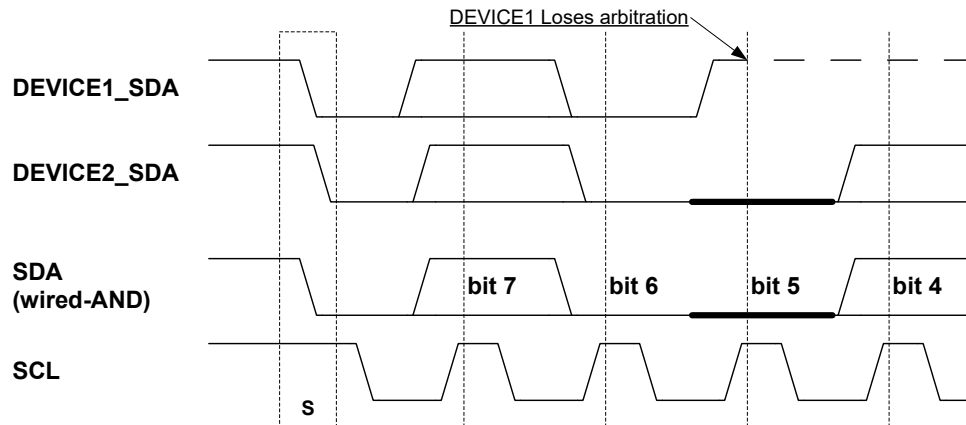 DEVICE1 Loses arbitration
DEVICE1_SDA
DEVICE2_SDA
SDA
(wired-AND)
bit 7 bit 6 bit 5 bit 4
SCL
S